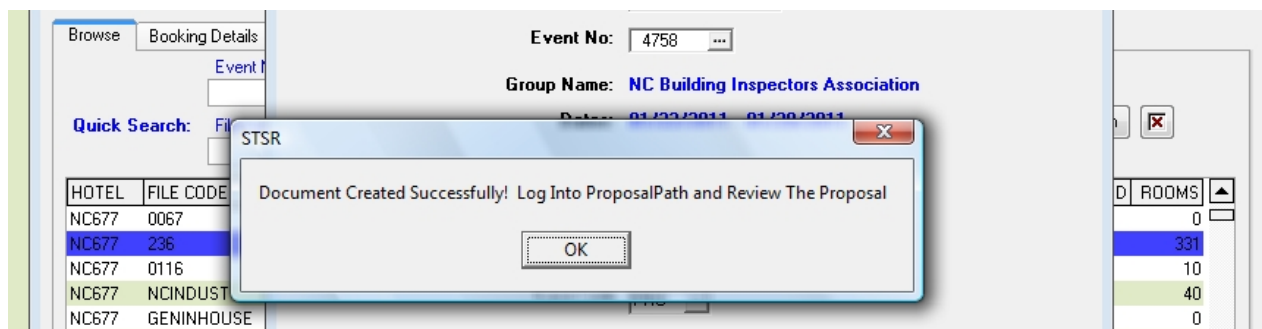 Browse Booking Details
Event No: 4758 ...
Event
Group Name: NC Building Inspectors Association
Quick Search:
STSR
Document Created Successfully! Log Into ProposalPath and Review The Proposal
OK
HOTEL FILE CODE D ROOMS
NC677 0067 0
NC677 236 331
NC677 0116 10
NC677 NCINDUST 40
NC677 GENINHOUSE 0